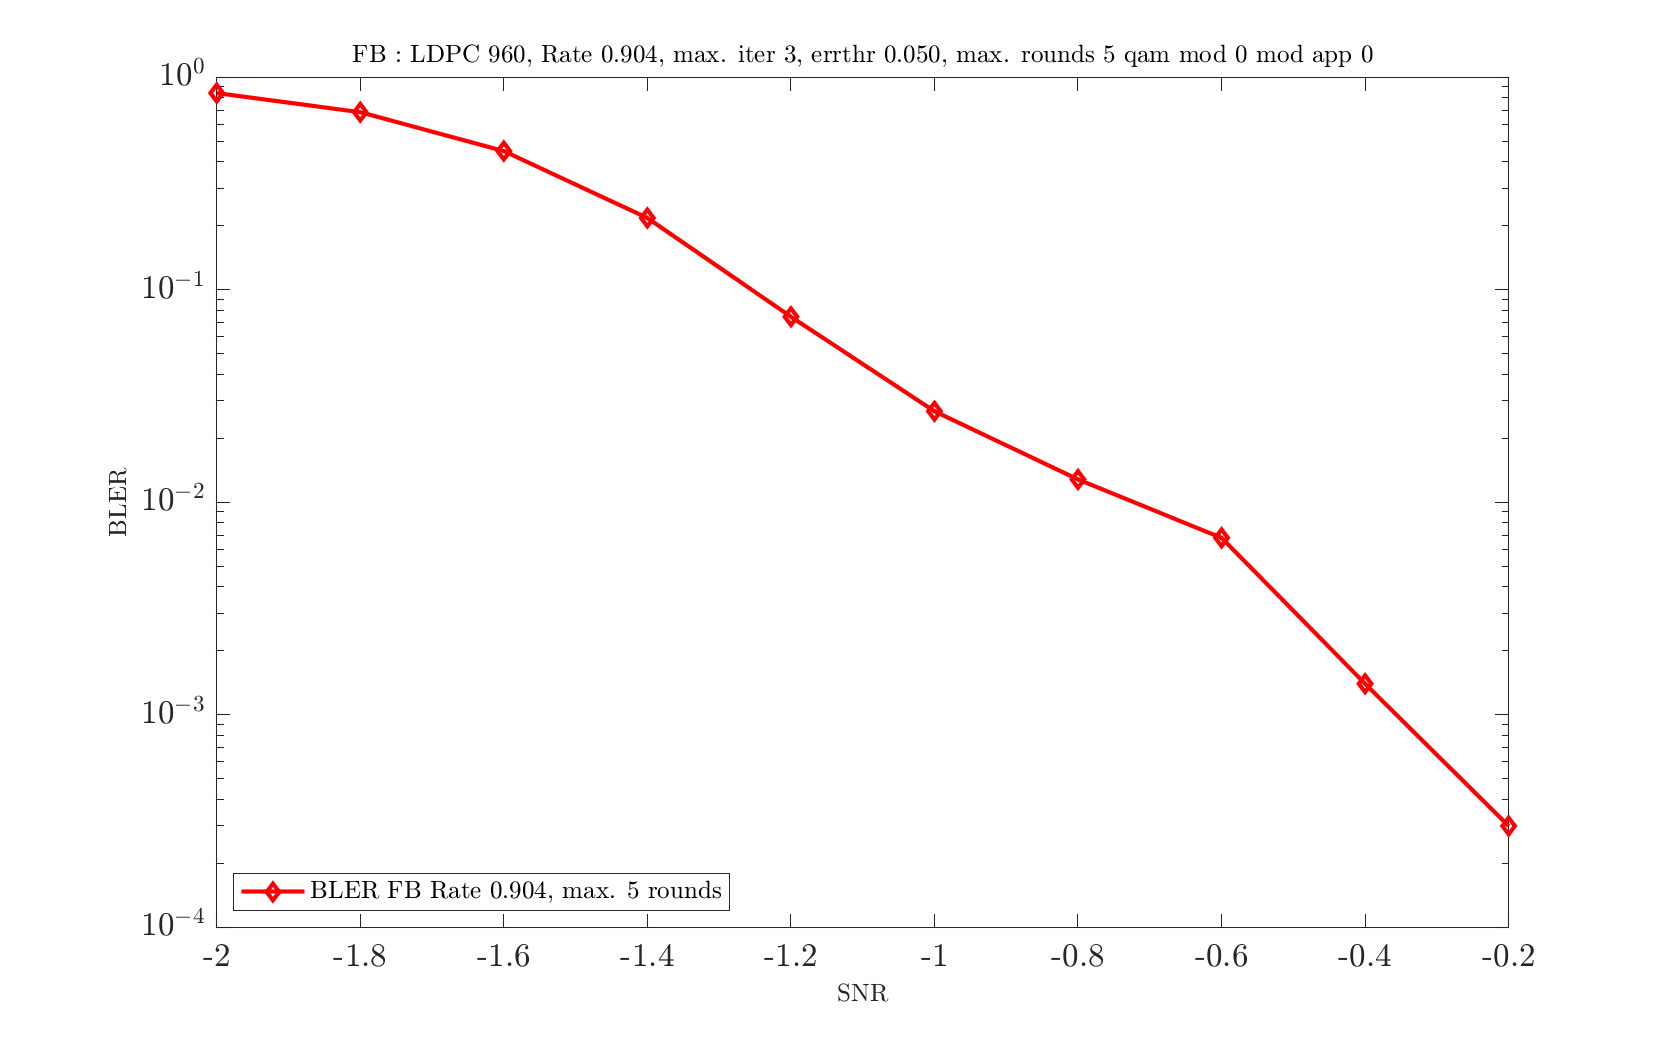 FB : LDPC 960, Rate 0.904, max. iter 3, errthr 0.050, max. rounds 5 qam mod 0 mod app 0
10^0
10^{-1}
10^{-2}
10^{-3}
10^{-4}
BLER
BLER FB Rate 0.904, max. 5 rounds
-2 -1.8 -1.6 -1.4 -1.2 -1 -0.8 -0.6 -0.4 -0.2
SNR